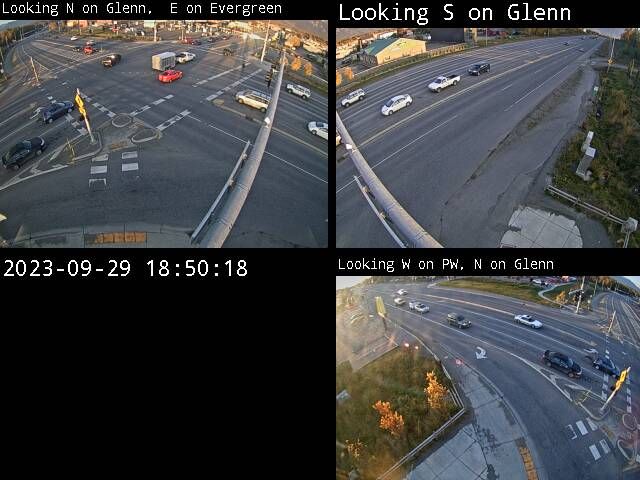 Looking N on Glenn, E on Evergreen
Looking S on Glenn
2023-09-29 18:50:18
Looking W on PW, N on Glenn